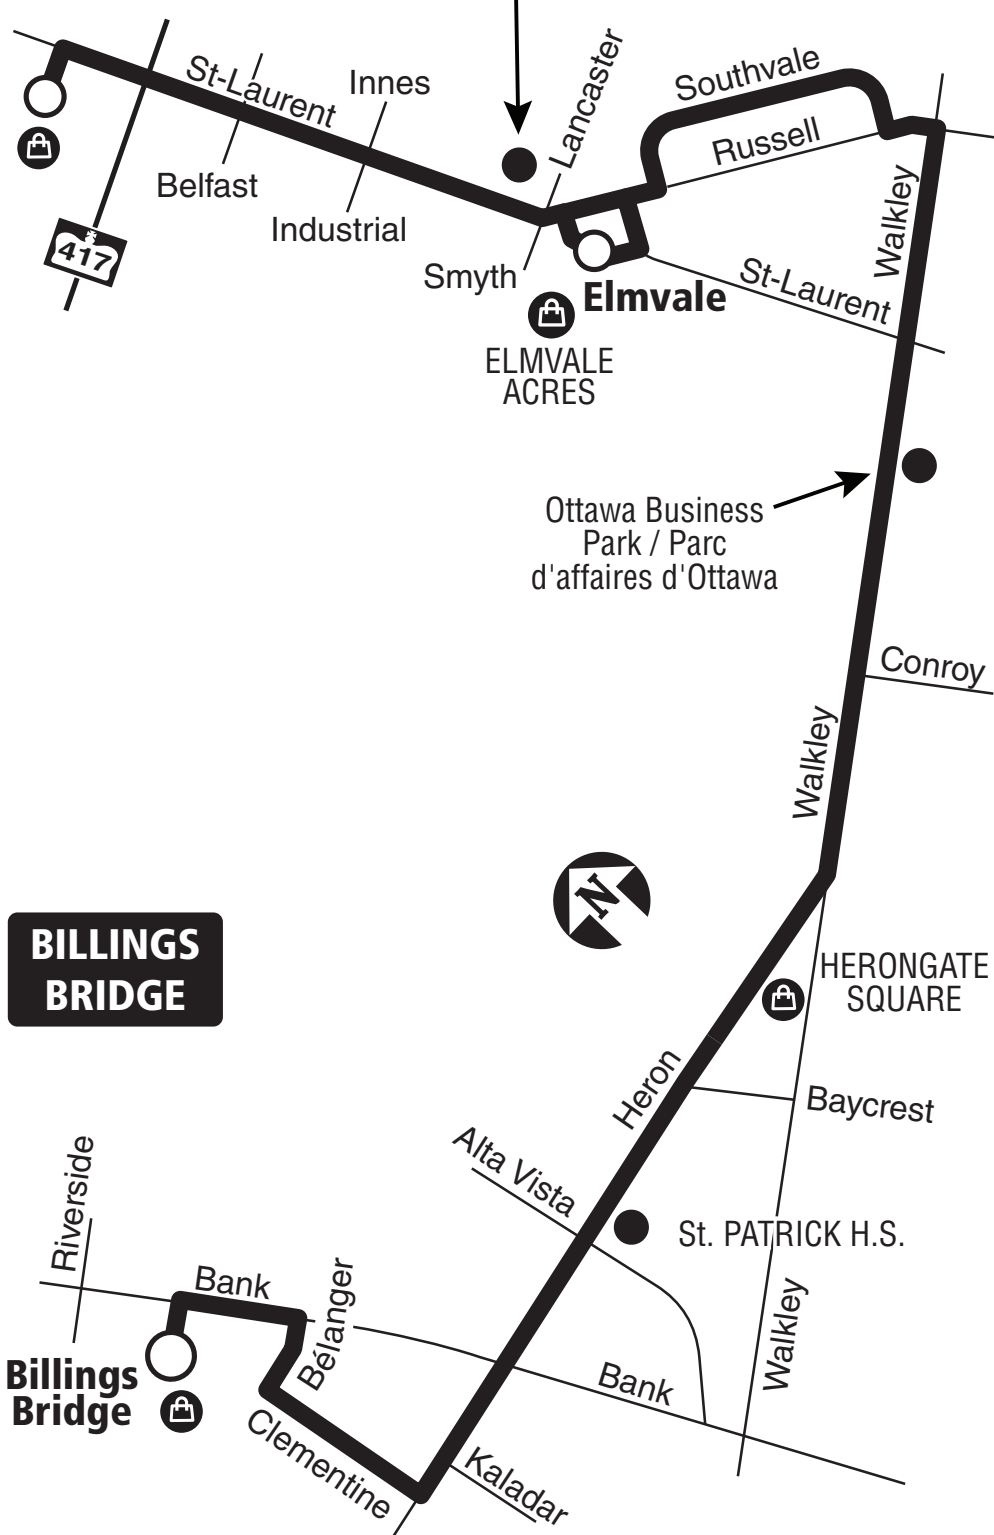 St-Laurent
Innes
Lancaster
Southvale
Russell
Belfast
Industrial
417
Smyth
Walkley
St-Laurent
Elmvale
ELMVALE
ACRES
Ottawa Business
Park / Parc
d'affaires d'Ottawa
Conroy
Walkley
N
BILLINGS
BRIDGE
HERONGATE
SQUARE
Heron
Baycrest
Alta Vista
Riverside
St. PATRICK H.S.
Bank
Bélanger
Walkley
Billings
Bridge
Bank
Clementine
Kaladar